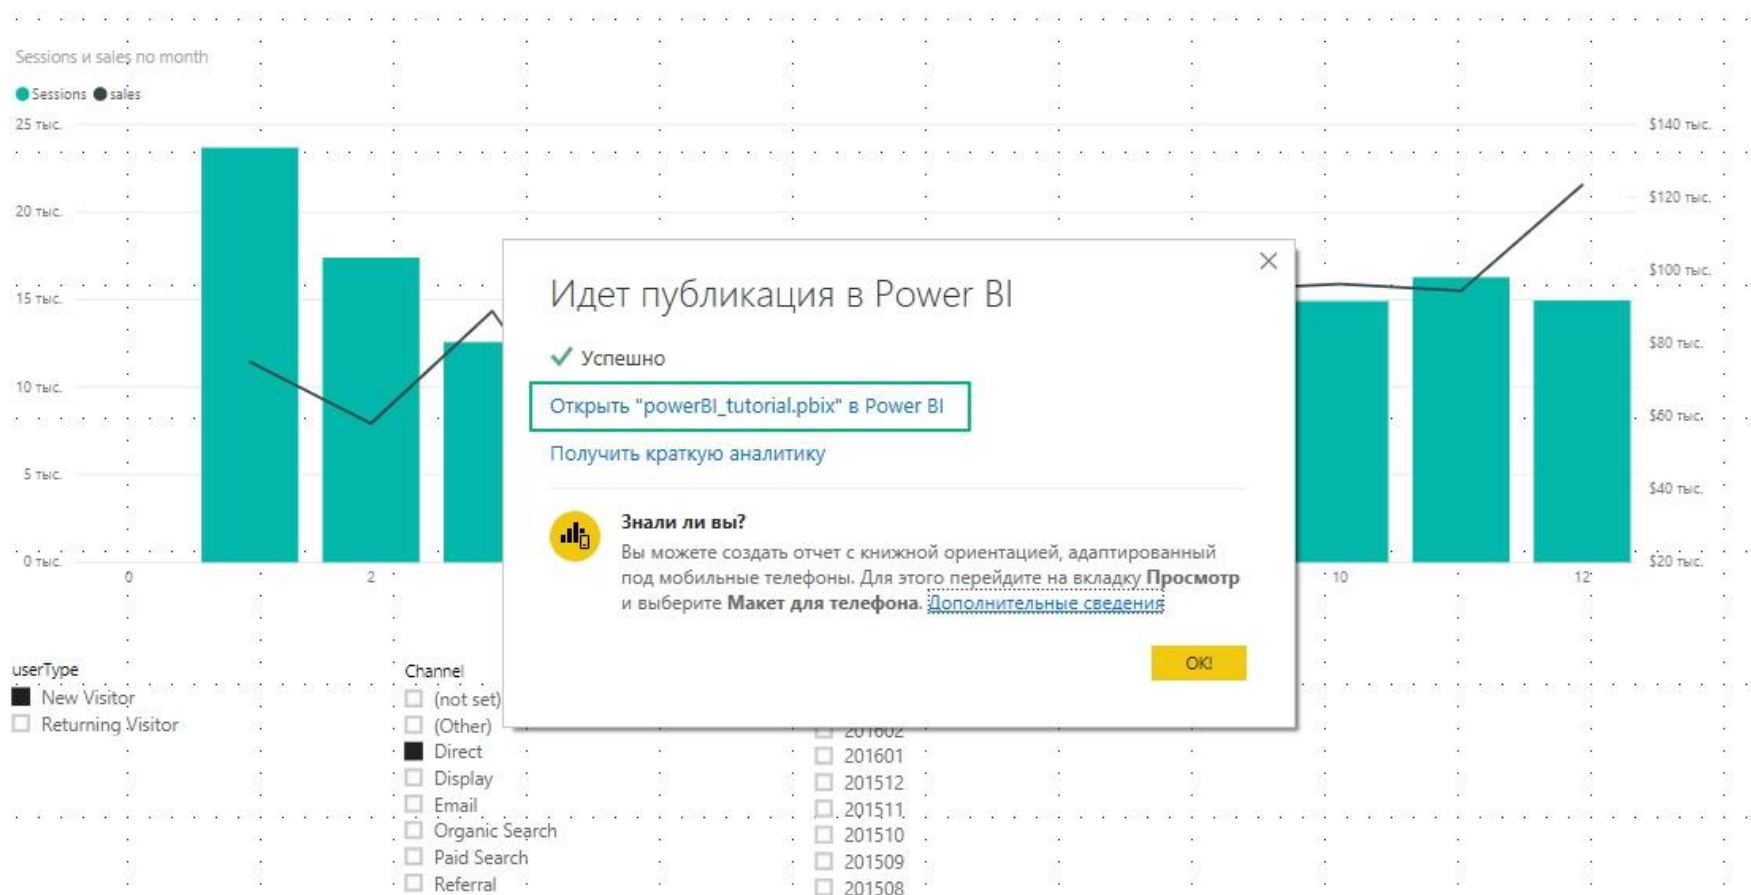 Sessions и sales по month
Sessions sales
25 тыс.
20 тыс.
15 тыс.
10 тыс.
5 тыс.
0 тыс.
$140 тыс.
$120 тыс.
$100 тыс.
$80 тыс.
$60 тыс.
$40 тыс.
$20 тыс.
0 2 10 12
Идет публикация в Power BI
Успешно
Открыть "powerBI_tutorial.pbix" в Power BI
Получить краткую аналитику
Знали ли вы?
Вы можете создать отчет с книжной ориентацией, адаптированный
под мобильные телефоны. Для этого перейдите на вкладку Просмотр
и выберите Макет для телефона. Дополнительные сведения
OK!
userType
New Visitor
Returning Visitor
Channel
(not set)
(Other)
Direct
Display
Email
Organic Search
Paid Search
Referral
201602
201601
201512
201511
201510
201509
201508